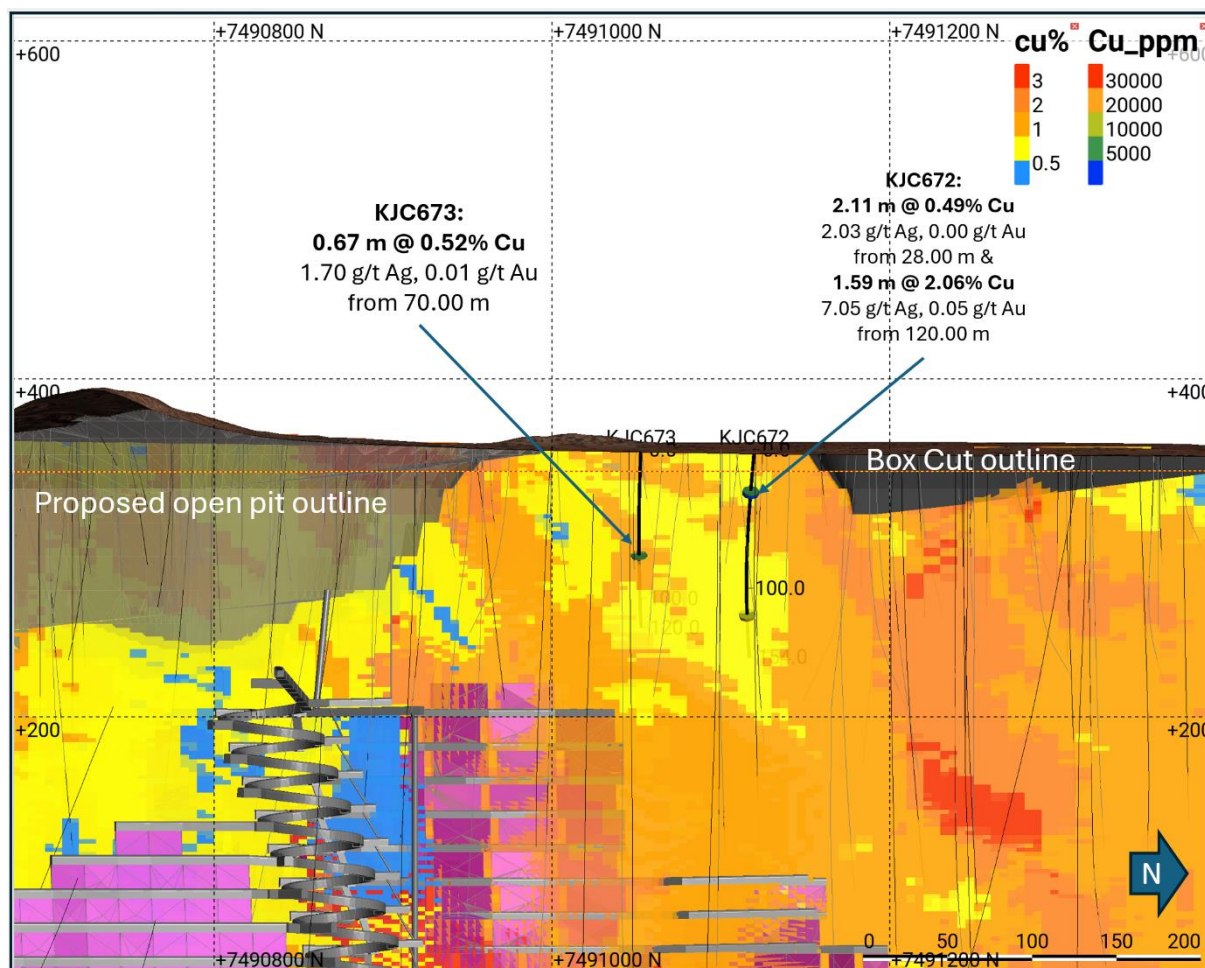 +7490800 N
+7491000 N
+7491200 N
+600
cu%
3
2
1
0.5
Cu_ppm
30000
20000
10000
5000
+600
KJC673:
0.67 m @ 0.52% Cu
1.70 g/t Ag, 0.01 g/t Au
from 70.00 m
KJC672:
2.11 m @ 0.49% Cu
2.03 g/t Ag, 0.00 g/t Au
from 28.00 m &
1.59 m @ 2.06% Cu
7.05 g/t Ag, 0.05 g/t Au
from 120.00 m
+400
+400
KJC673
KJC672
0.0
0.0
Box Cut outline
Proposed open pit outline
100.0
100.0
120.0
154.0
+200
+200
N
0 50 100 150 200
+7490800 N
+7491000 N
+7491200 N